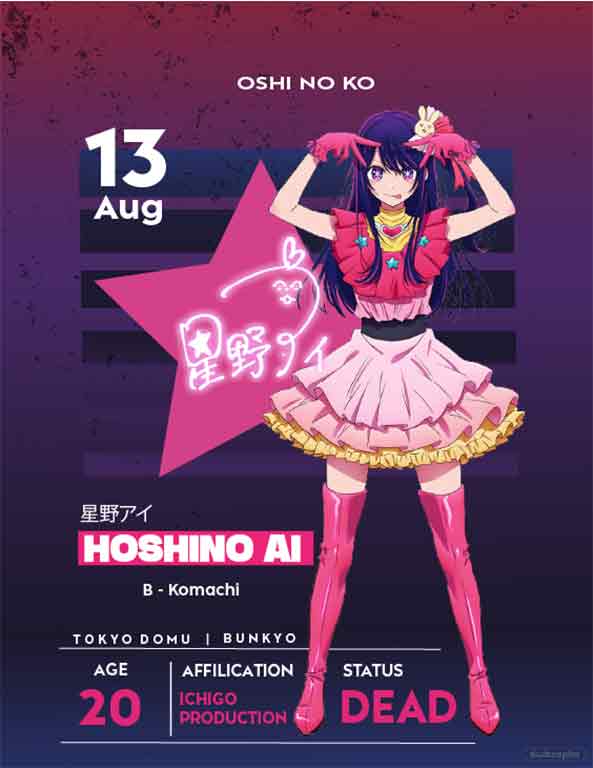 OSHI NO KO
13
Aug
星野アイ
星野アイ
HOSHINO AI
B - Komachi
TOKYO DOMU | BUNKYO
AGE
20
AFFILICATION
ICHIGO
PRODUCTION
STATUS
DEAD